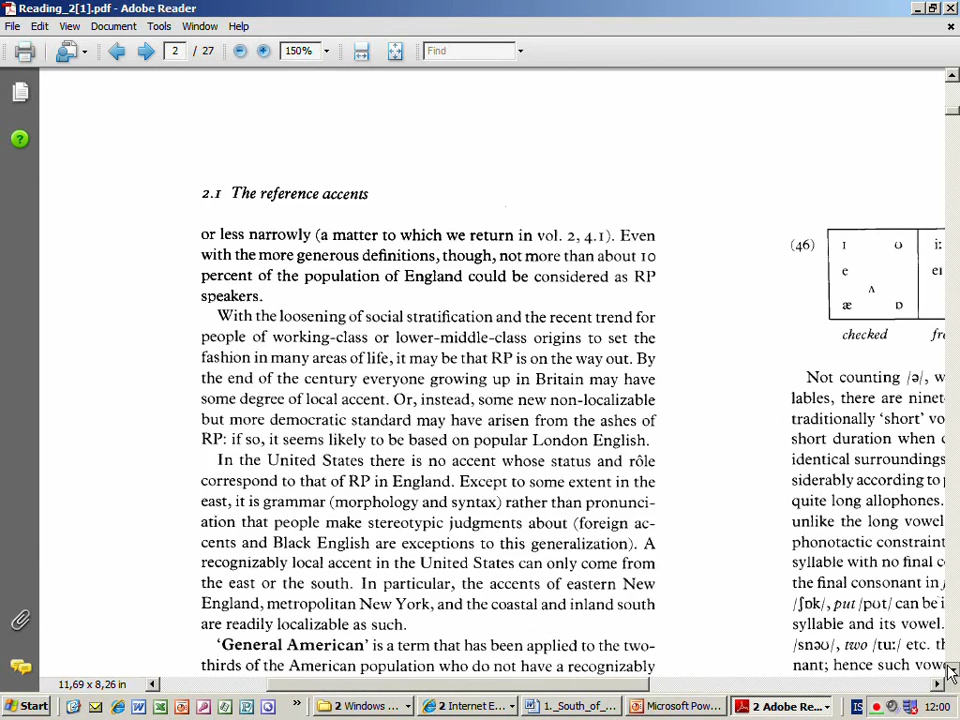 Reading_2[1].pdf - Adobe Reader
File Edit View Document Tools Window Help
2 / 27 150% Find
2.1 The reference accents
or less narrowly (a matter to which we return in vol. 2, 4.1). Even
with the more generous definitions, though, not more than about 10
percent of the population of England could be considered as RP
speakers.
With the loosening of social stratification and the recent trend for
people of working-class or lower-middle-class origins to set the
fashion in many areas of life, it may be that RP is on the way out. By
the end of the century everyone growing up in Britain may have
some degree of local accent. Or, instead, some new non-localizable
but more democratic standard may have arisen from the ashes of
RP: if so, it seems likely to be based on popular London English.
In the United States there is no accent whose status and rôle
correspond to that of RP in England. Except to some extent in the
east, it is grammar (morphology and syntax) rather than pronunci-
ation that people make stereotypic judgments about (foreign ac-
cents and Black English are exceptions to this generalization). A
recognizably local accent in the United States can only come from
the east or the south. In particular, the accents of eastern New
England, metropolitan New York, and the coastal and inland south
are readily localizable as such.
'General American' is a term that has been applied to the two-
thirds of the American population who do not have a recognizably
(46) ɪ ʊ iː
e eɪ
ʌ
æ ɒ
checked fre
Not counting /ə/, w
lables, there are ninet
traditionally 'short' vo
short duration when c
identical surroundings
siderably according to p
quite long allophones.
unlike the long vowel
phonotactic constraint
syllable with no final c
the final consonant in
/ʃɒk/, put /pʊt/ can be i
syllable and its vowel.
/snəʊ/, two /tuː/ etc. th
nant; hence such vowe
11,69 x 8,26 in
Start » 2 Windows ... 2 Internet E... 1._South_of_... Microsoft Pow... 2 Adobe Re... IS 12:00